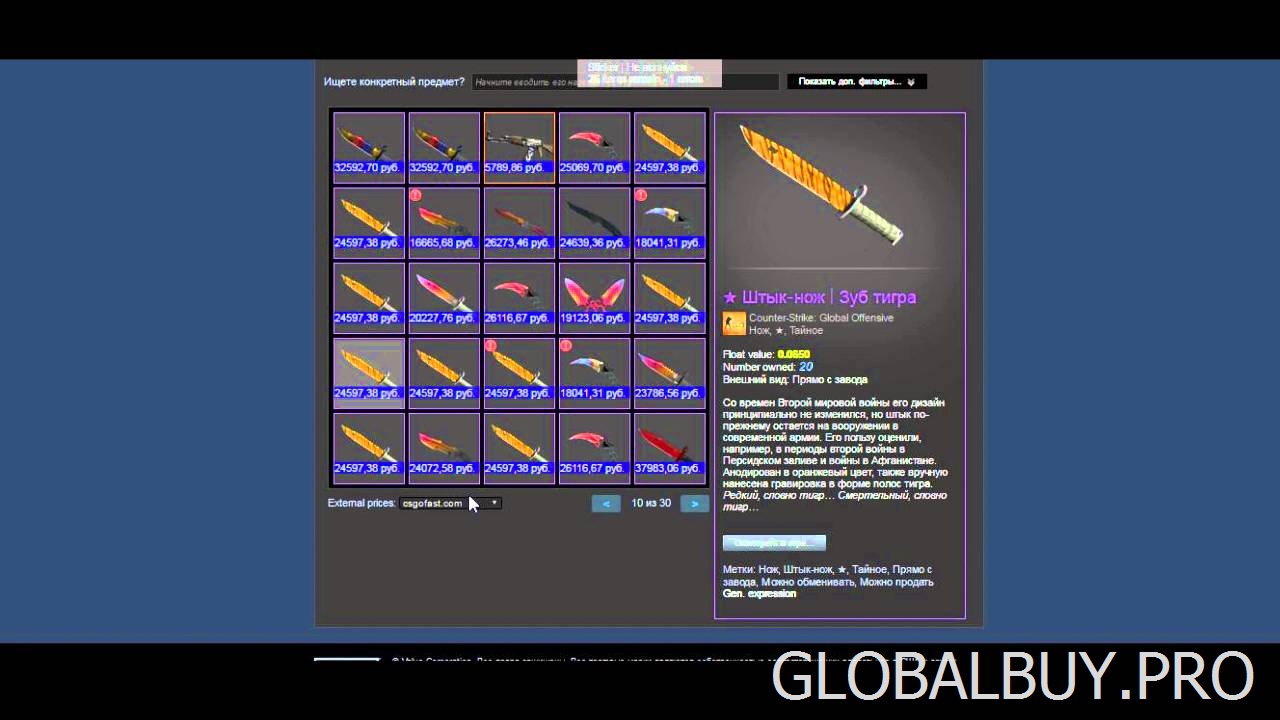 Ищете конкретный предмет?
Начните вводить его на
Показать доп. фильтры...
32592,70 руб. 32592,70 руб. 5789,86 руб. 25069,70 руб. 24597,38 руб.
24597,38 руб. 16665,68 руб. 26273,46 руб. 24639,36 руб. 18041,31 руб.
24597,38 руб. 20227,76 руб. 26116,67 руб. 19123,06 руб. 24597,38 руб.
24597,38 руб. 24597,38 руб. 24597,38 руб. 18041,31 руб. 23786,56 руб.
24597,38 руб. 24072,58 руб. 24597,38 руб. 26116,67 руб. 37983,06 руб.
External prices: csgofast.com
< 10 из 30 >
★ Штык-нож | Зуб тигра
Counter-Strike: Global Offensive
Нож, ★, Тайное
Float value: 0.0650
Number owned: 20
Внешний вид: Прямо с завода
Со времен Второй мировой войны его дизайн
принципиально не изменился, но штык по-
прежнему остается на вооружении в
современной армии. Его пользу оценили,
например, в периоды второй войны в
Персидском заливе и войны в Афганистане.
Анодирован в оранжевый цвет, также вручную
нанесена гравировка в форме полос тигра.
Редкий, словно тигр... Смертельный, словно
тигр...
Метки: Нож, Штык-нож, ★, Тайное, Прямо с
завода, Можно обменивать, Можно продать
Gen. expression
GLOBALBUY.PRO